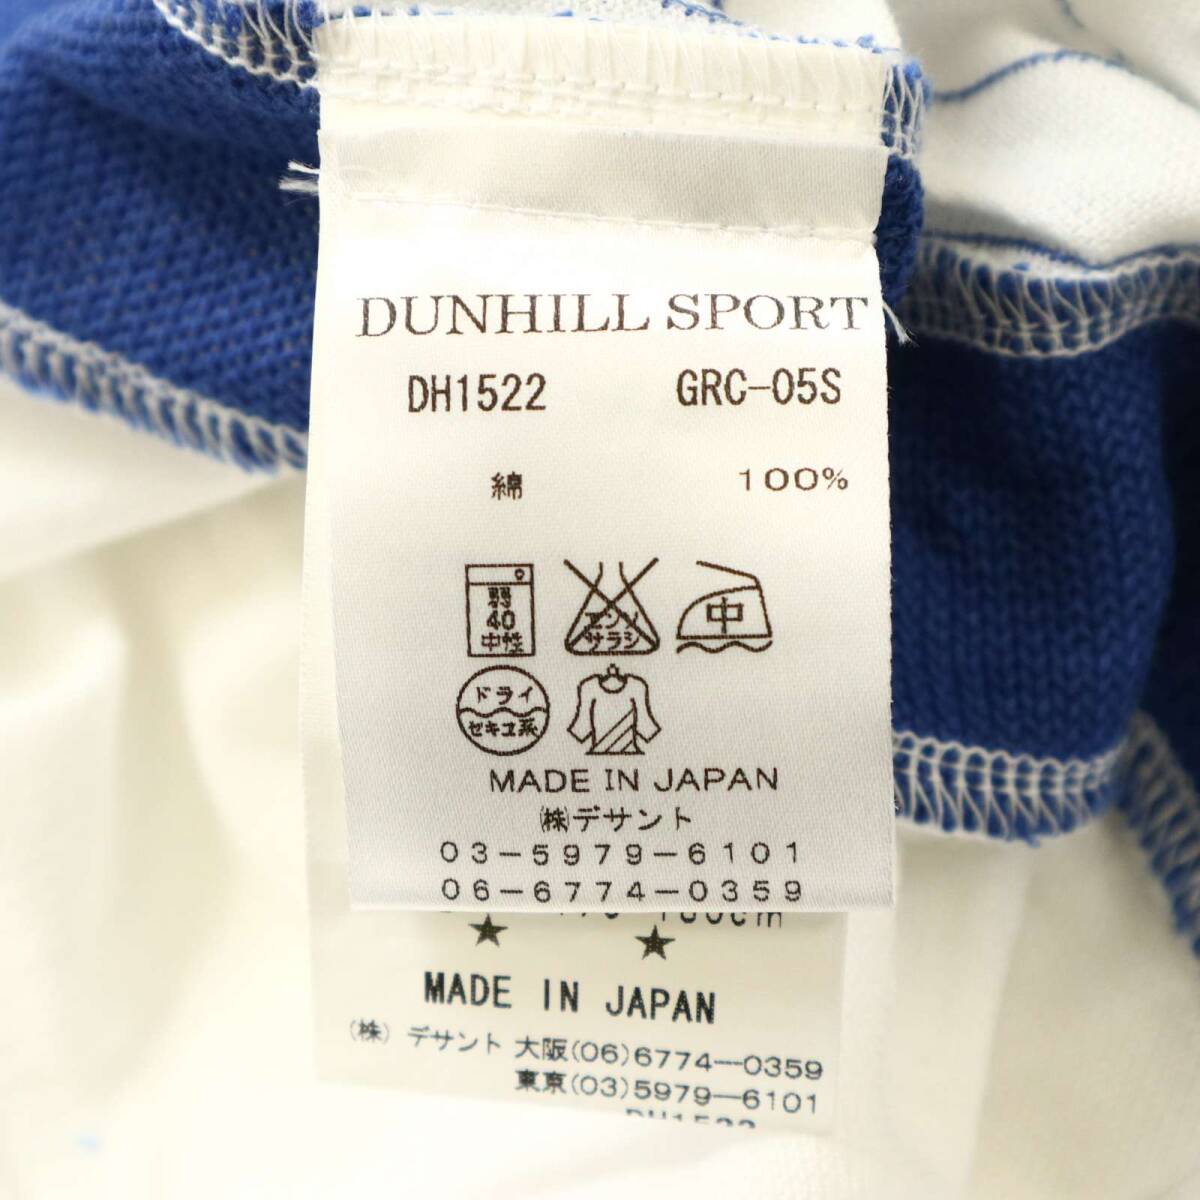 DUNHILL SPORT
DH1522 GRC-05S
綿 100%
弱
40
中性
エンソ
サラシ
中
ドライ
セキユ系
MADE IN JAPAN
㈱デサント
03-5979-6101
06-6774-0359
cm
★ ★
MADE IN JAPAN
(株) デサント 大阪(06)6774-0359
東京(03)5979-6101
DH1522